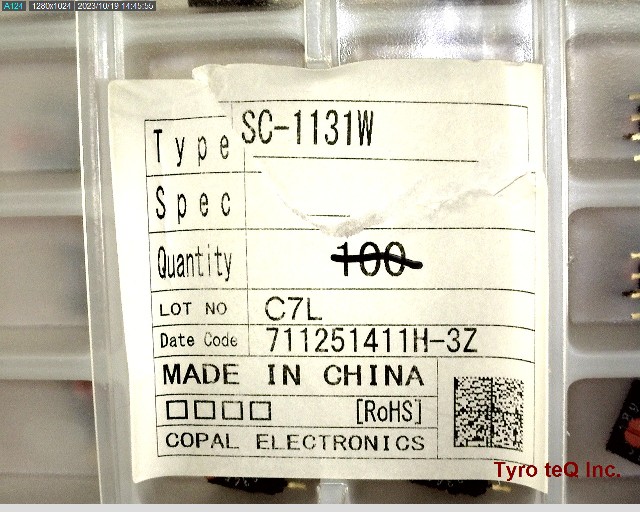 A124 1280x1024 2023/10/19 14:45:55
Type SC-1131W
Spec
Quantity 100
LOT NO C7L
Date Code 711251411H-3Z
MADE IN CHINA
□□□□ [RoHS]
COPAL ELECTRONICS
Tyro teQ Inc.